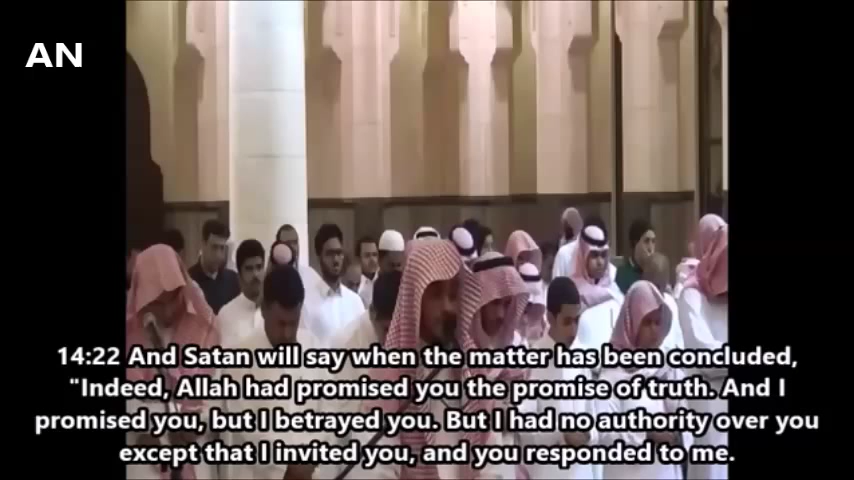 AN
14:22 And Satan will say when the matter has been concluded,
"Indeed, Allah had promised you the promise of truth. And I
promised you, but I betrayed you. But I had no authority over you
except that I invited you, and you responded to me.